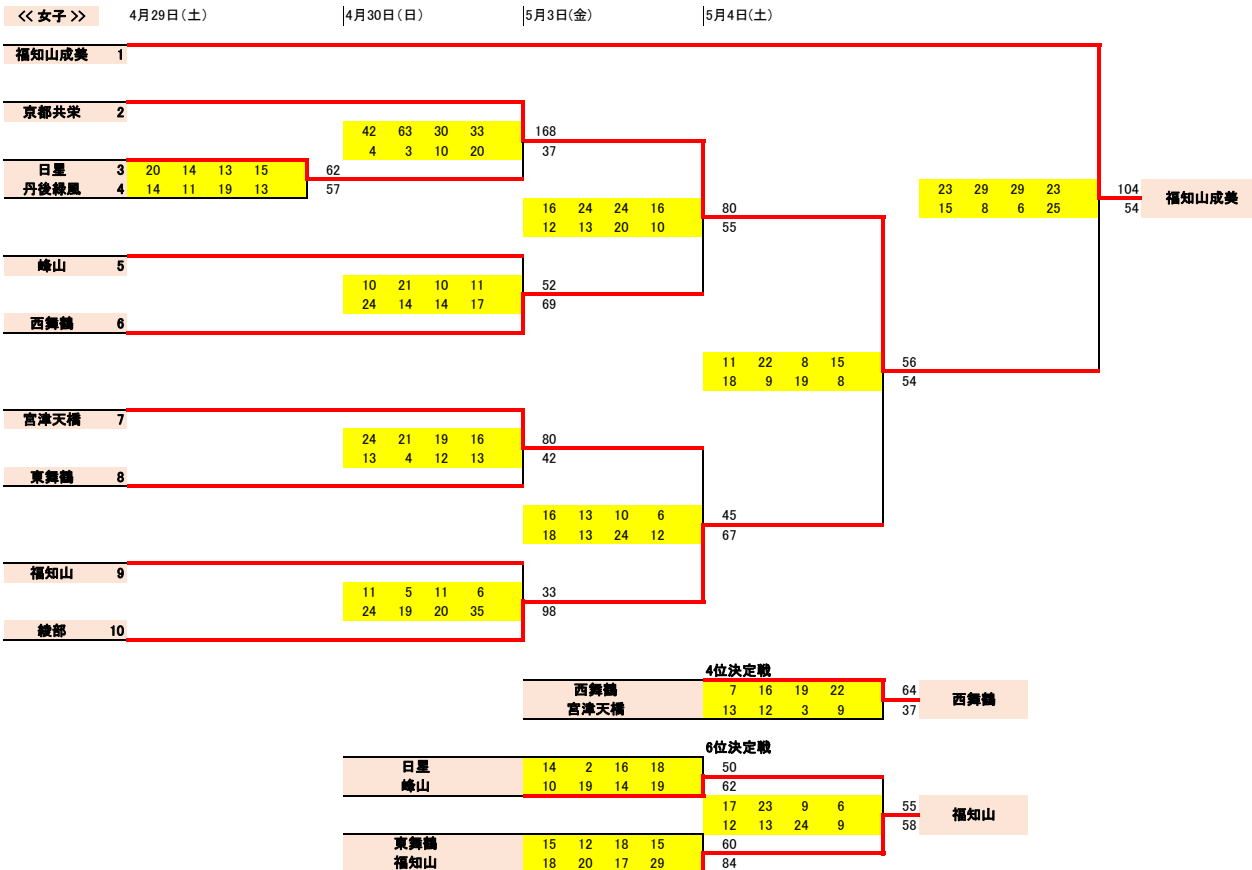 << 女子 >> 4月29日(土) 4月30日(日) 5月3日(金) 5月4日(土)
福知山成美 1
京都共栄 2
42 63 30 33 168
4 3 10 20 37
日星 3 20 14 13 15 62
丹後緑風 4 14 11 19 13 57
23 29 29 23 104
15 8 6 25 54
福知山成美
16 24 24 16 80
12 13 20 10 55
峰山 5
10 21 10 11 52
24 14 14 17 69
西舞鶴 6
11 22 8 15 56
18 9 19 8 54
宮津天橋 7
24 21 19 16 80
13 4 12 13 42
東舞鶴 8
16 13 10 6 45
18 13 24 12 67
福知山 9
11 5 11 6 33
24 19 20 35 98
綾部 10
4位決定戦
西舞鶴 7 16 19 22 64
宮津天橋 13 12 3 9 37
西舞鶴
6位決定戦
日星 14 2 16 18 50
峰山 10 19 14 19 62
17 23 9 6 55
12 13 24 9 58
福知山
東舞鶴 15 12 18 15 60
福知山 18 20 17 29 84